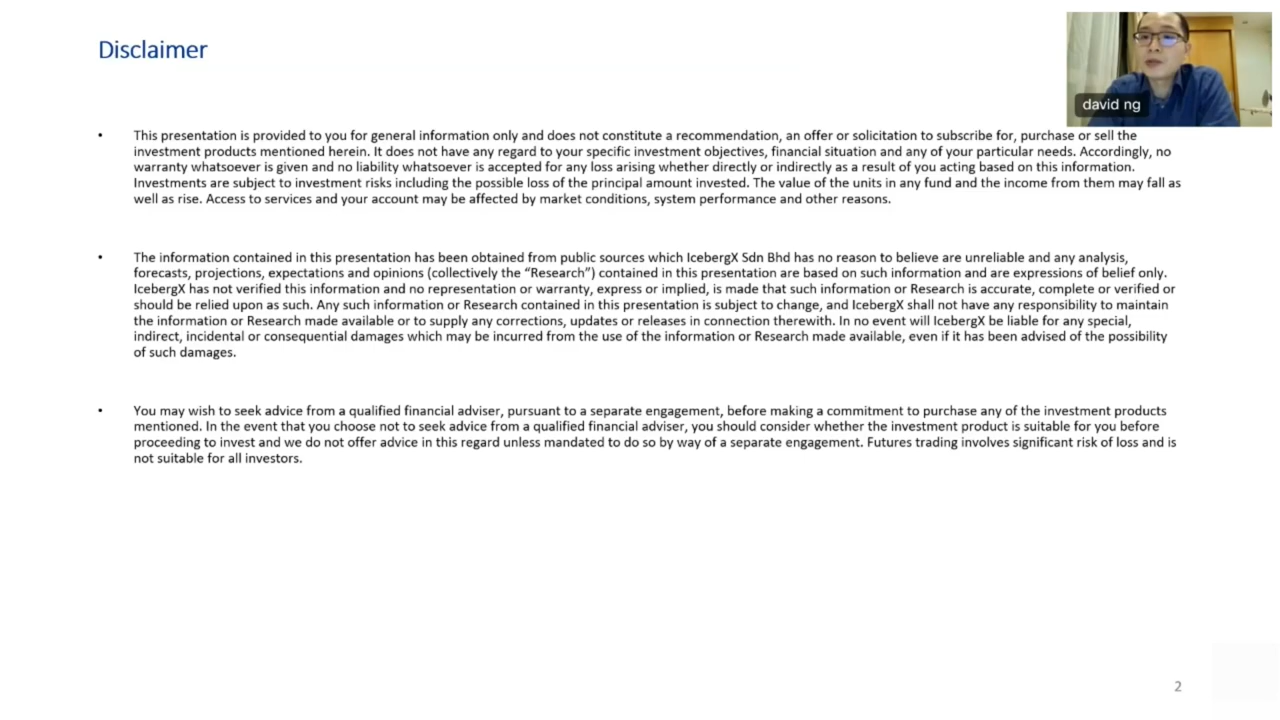 Disclaimer
david ng
• This presentation is provided to you for general information only and does not constitute a recommendation, an offer or solicitation to subscribe for, purchase or sell the
investment products mentioned herein. It does not have any regard to your specific investment objectives, financial situation and any of your particular needs. Accordingly, no
warranty whatsoever is given and no liability whatsoever is accepted for any loss arising whether directly or indirectly as a result of you acting based on this information.
Investments are subject to investment risks including the possible loss of the principal amount invested. The value of the units in any fund and the income from them may fall as
well as rise. Access to services and your account may be affected by market conditions, system performance and other reasons.
• The information contained in this presentation has been obtained from public sources which IcebergX Sdn Bhd has no reason to believe are unreliable and any analysis,
forecasts, projections, expectations and opinions (collectively the “Research”) contained in this presentation are based on such information and are expressions of belief only.
IcebergX has not verified this information and no representation or warranty, express or implied, is made that such information or Research is accurate, complete or verified or
should be relied upon as such. Any such information or Research contained in this presentation is subject to change, and IcebergX shall not have any responsibility to maintain
the information or Research made available or to supply any corrections, updates or releases in connection therewith. In no event will IcebergX be liable for any special,
indirect, incidental or consequential damages which may be incurred from the use of the information or Research made available, even if it has been advised of the possibility
of such damages.
• You may wish to seek advice from a qualified financial adviser, pursuant to a separate engagement, before making a commitment to purchase any of the investment products
mentioned. In the event that you choose not to seek advice from a qualified financial adviser, you should consider whether the investment product is suitable for you before
proceeding to invest and we do not offer advice in this regard unless mandated to do so by way of a separate engagement. Futures trading involves significant risk of loss and is
not suitable for all investors.
2